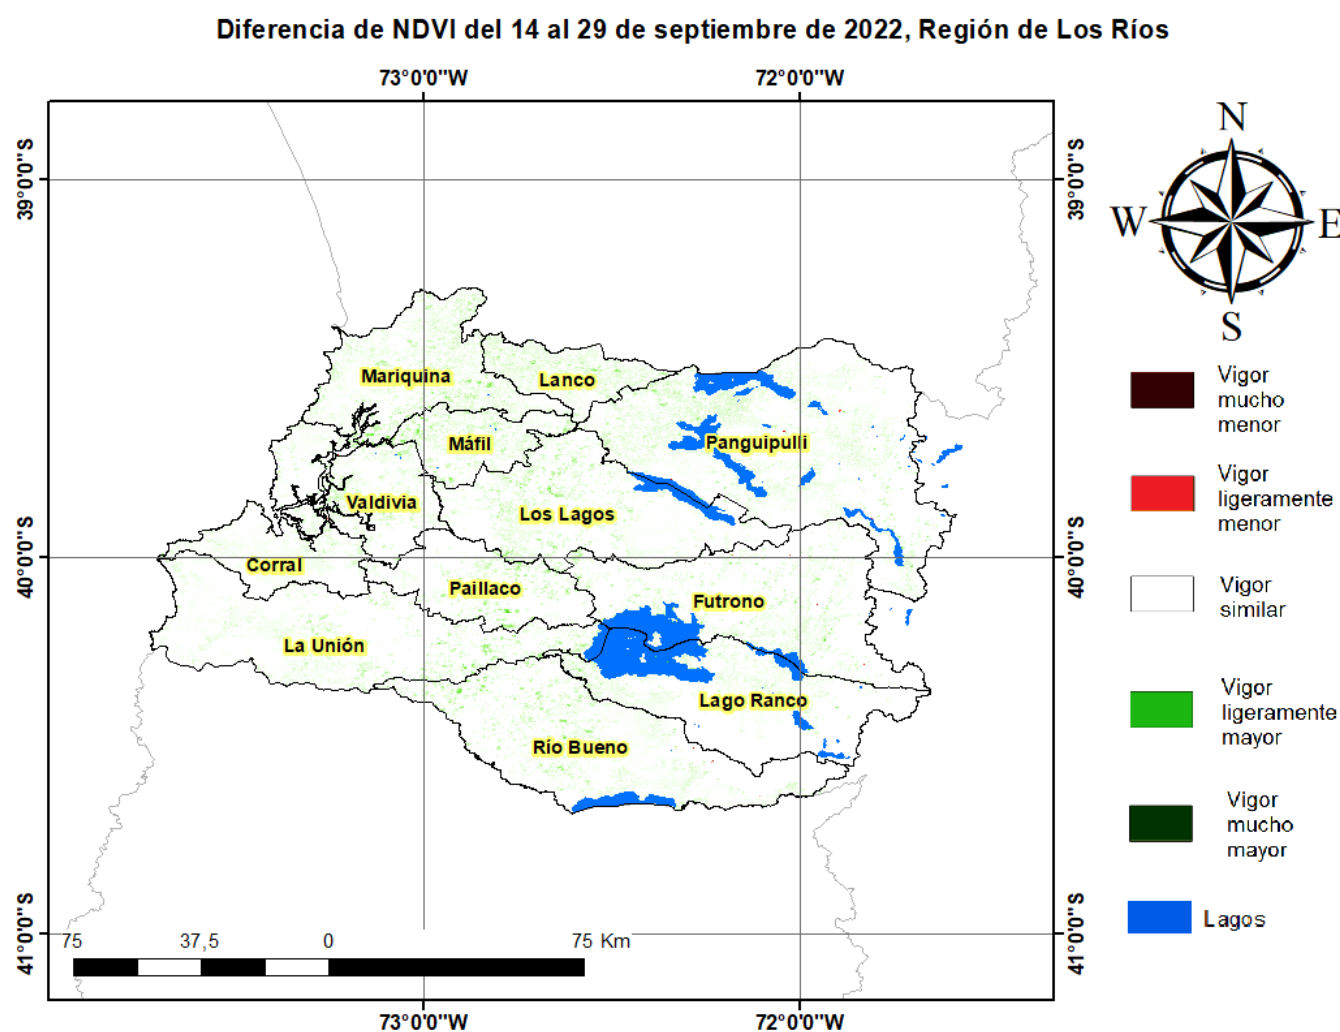 Diferencia de NDVI del 14 al 29 de septiembre de 2022, Región de Los Ríos
73°0'0"W
72°0'0"W
39°0'0"S
39°0'0"S
N
W
E
S
Mariquina
Lanco
Máfil
Panguipulli
Valdivia
Los Lagos
40°0'0"S
40°0'0"S
Corral
Paillaco
Futrono
La Unión
Lago Ranco
Río Bueno
41°0'0"S
41°0'0"S
75
37,5
0
75 Km
73°0'0"W
72°0'0"W
Vigor
mucho
menor
Vigor
ligeramente
menor
Vigor
similar
Vigor
ligeramente
mayor
Vigor
mucho
mayor
Lagos